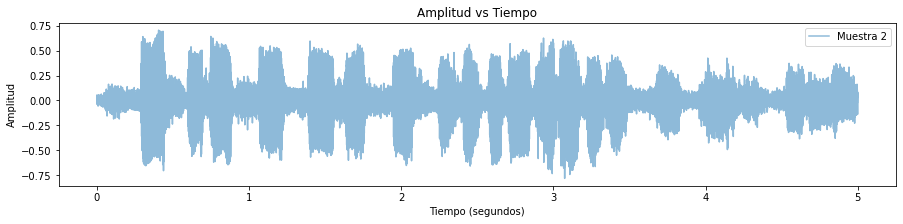 Amplitud vs Tiempo
Muestra 2
0.75
0.50
0.25
0.00
−0.25
−0.50
−0.75
Amplitud
0 1 2 3 4 5
Tiempo (segundos)